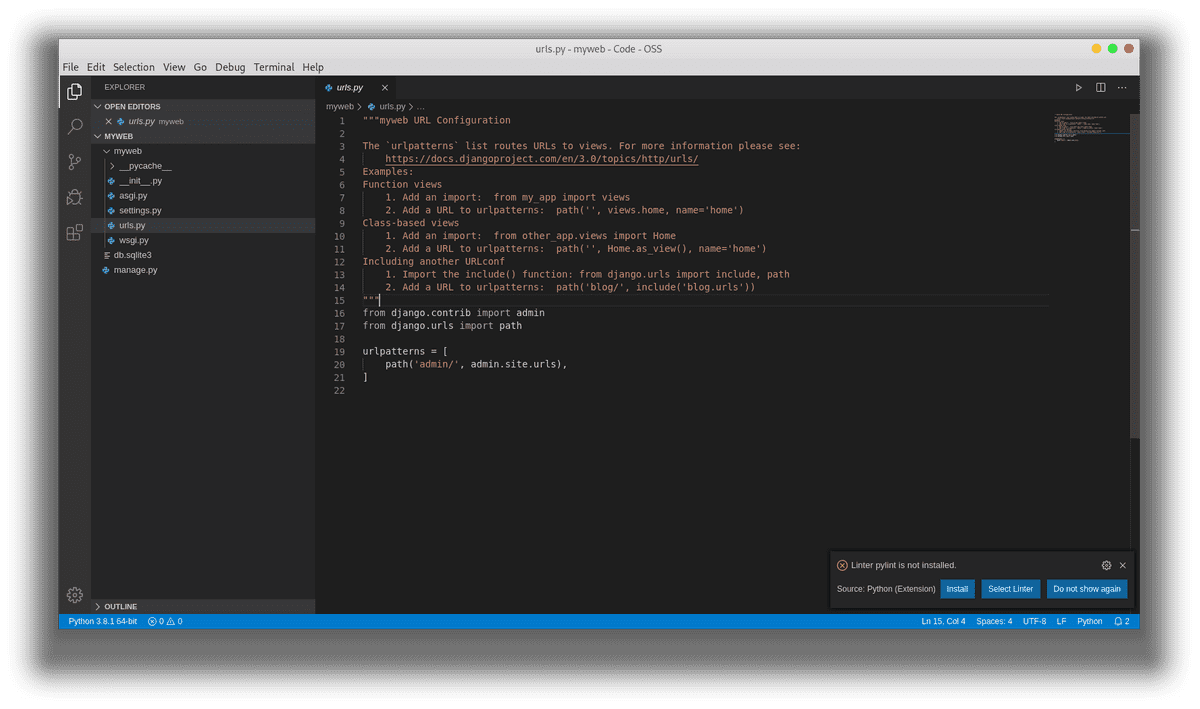 urls.py - myweb - Code - OSS
File Edit Selection View Go Debug Terminal Help
EXPLORER
OPEN EDITORS
urls.py myweb
MYWEB
myweb
__pycache__
__init__.py
asgi.py
settings.py
urls.py
wsgi.py
db.sqlite3
manage.py
OUTLINE
urls.py
myweb > urls.py > ...
1 """myweb URL Configuration
2
3 The `urlpatterns` list routes URLs to views. For more information please see:
4     https://docs.djangoproject.com/en/3.0/topics/http/urls/
5 Examples:
6 Function views
7     1. Add an import:  from my_app import views
8     2. Add a URL to urlpatterns:  path('', views.home, name='home')
9 Class-based views
10     1. Add an import:  from other_app.views import Home
11     2. Add a URL to urlpatterns:  path('', Home.as_view(), name='home')
12 Including another URLconf
13     1. Import the include() function: from django.urls import include, path
14     2. Add a URL to urlpatterns:  path('blog/', include('blog.urls'))
15 """
16 from django.contrib import admin
17 from django.urls import path
18
19 urlpatterns = [
20     path('admin/', admin.site.urls),
21 ]
22
Linter pylint is not installed.
Source: Python (Extension) Install Select Linter Do not show again
Python 3.8.1 64-bit 0 0 Ln 15, Col 4 Spaces: 4 UTF-8 LF Python 2